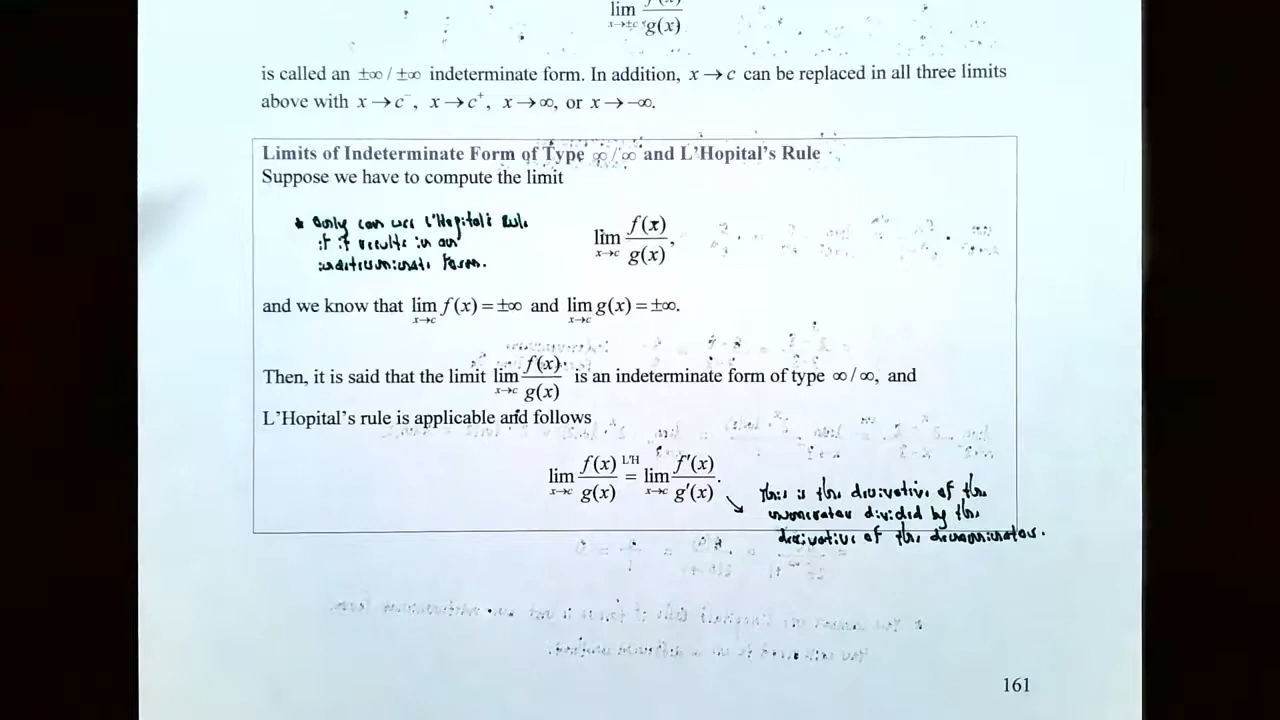 lim f(x)
x→±c g(x)
is called an ±∞ / ±∞ indeterminate form. In addition, x → c can be replaced in all three limits
above with x → c⁻, x → c⁺, x → ∞, or x → −∞.
Limits of Indeterminate Form of Type ∞/∞ and L'Hopital's Rule
Suppose we have to compute the limit
* Only can use L'Hopital's Rule
if it results in an
indeterminate form.
lim f(x)
x→c g(x),
and we know that lim f(x) = ±∞ and lim g(x) = ±∞.
x→c x→c
Then, it is said that the limit lim f(x) / g(x) is an indeterminate form of type ∞ / ∞, and
x→c
L'Hopital's rule is applicable and follows
lim f(x) / g(x) L'H = lim f'(x) / g'(x).
x→c x→c
↘ This is the derivative of the
numerator divided by the
derivative of the denominator.
161